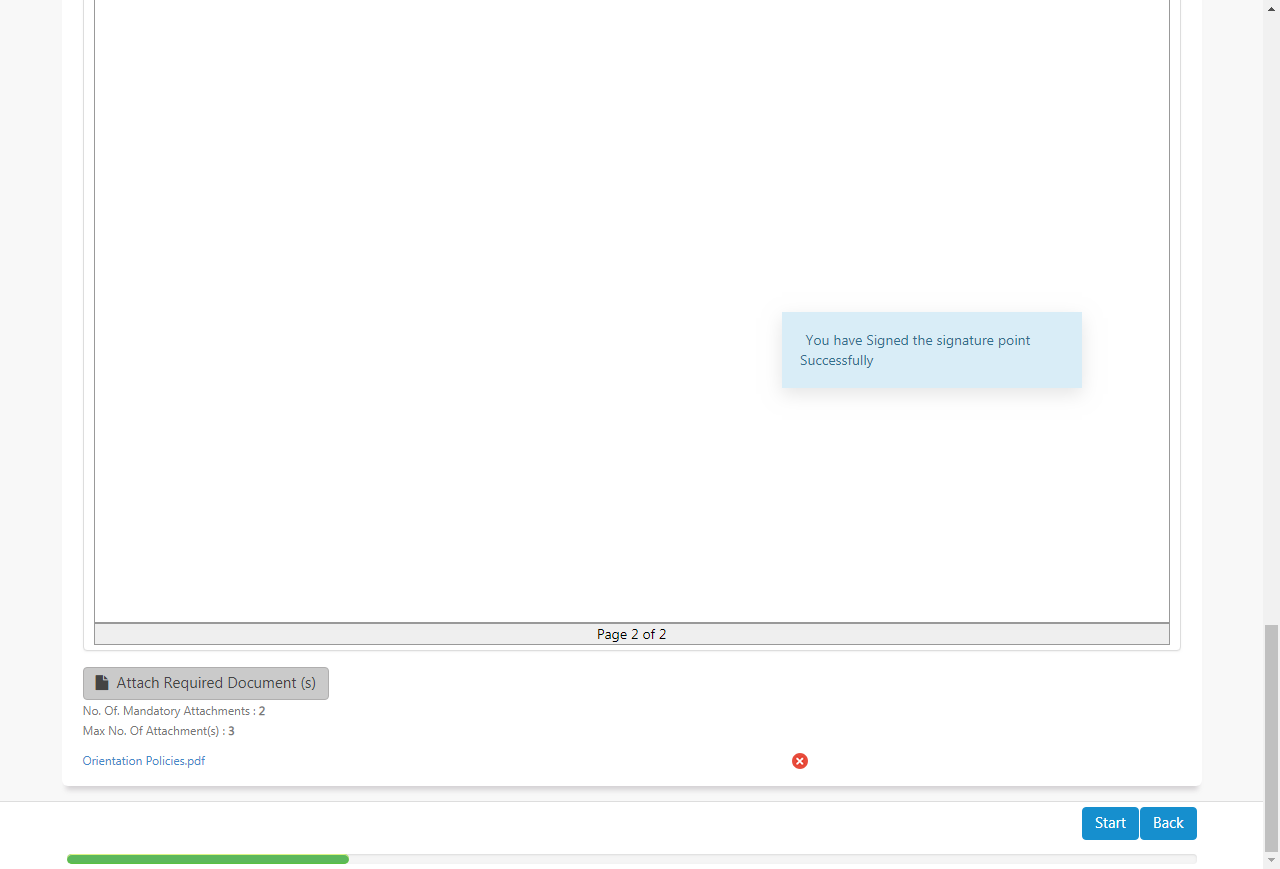 You have Signed the signature point
Successfully
Page 2 of 2
Attach Required Document (s)
No. Of. Mandatory Attachments : 2
Max No. Of Attachment(s) : 3
Orientation Policies.pdf
Start Back